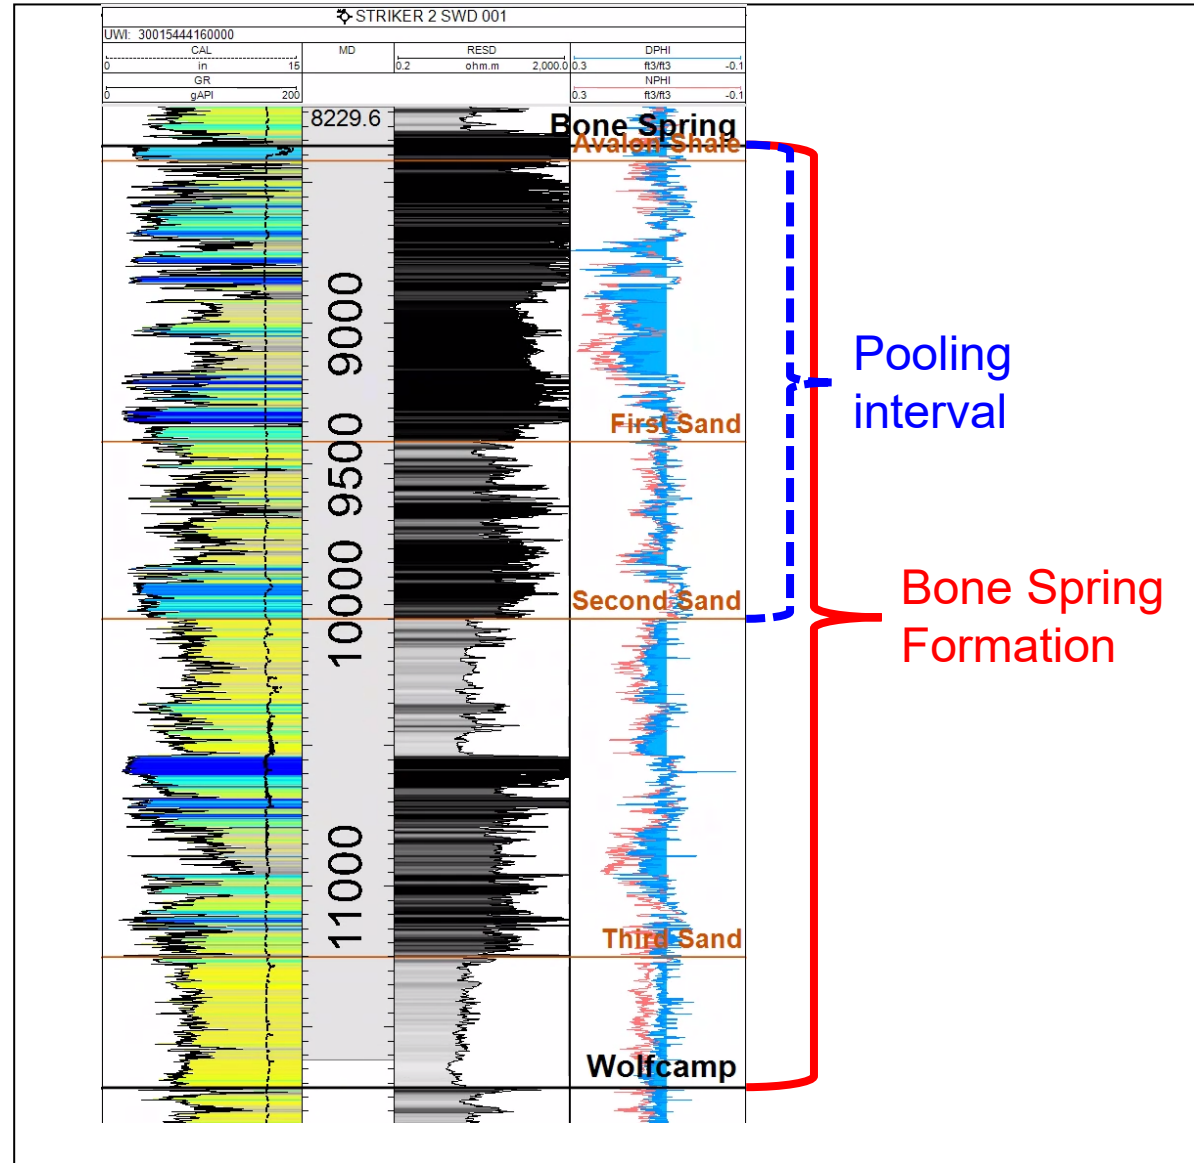 STRIKER 2 SWD 001
UWI: 30015444160000
CAL MD RESD DPHI
0 in 15 0.2 ohm.m 2,000.0 0.3 ft3/ft3 -0.1
GR NPHI
0 gAPI 200 0.3 ft3/ft3 -0.1
8229.6
Bone Spring
Avalon Shale
9000
Pooling
interval
First Sand
9500
10000
Second Sand
Bone Spring
Formation
11000
Third Sand
Wolfcamp